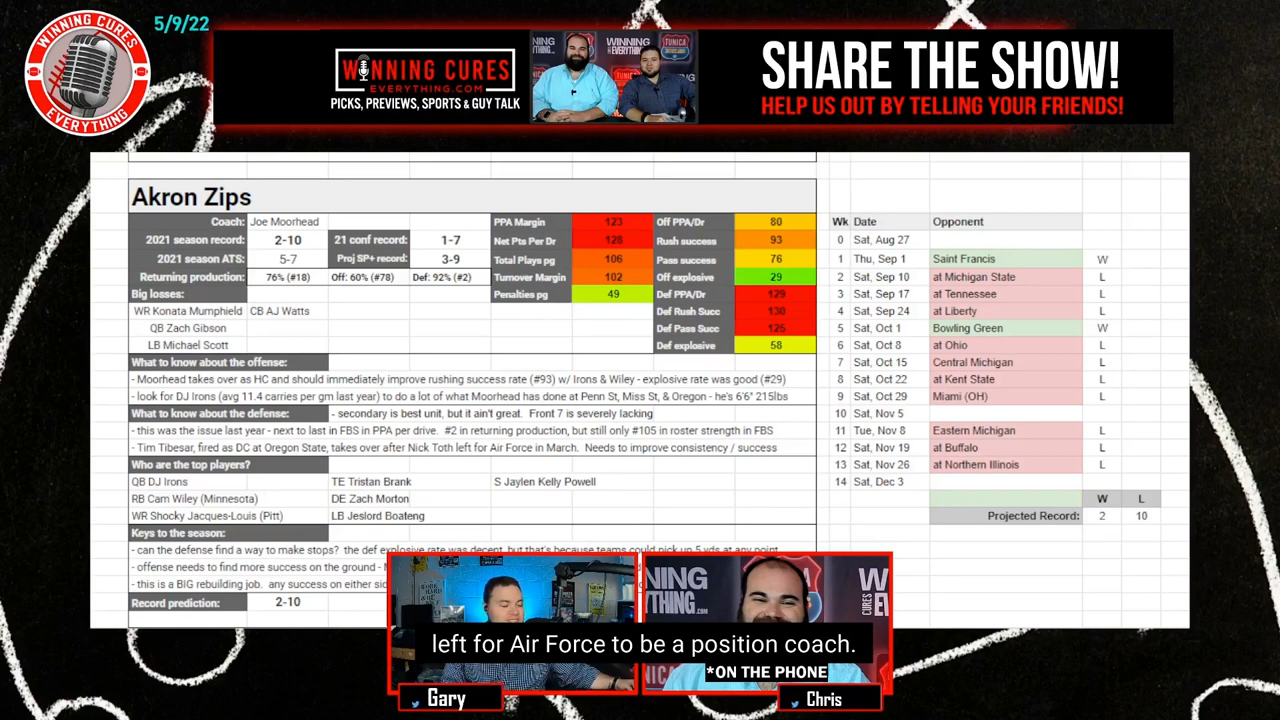 WINNING CURES
EVERYTHING
5/9/22
WINNING CURES
EVERYTHING.COM
PICKS, PREVIEWS, SPORTS & GUY TALK
WINNING
TUNICA
SHARE THE SHOW!
HELP US OUT BY TELLING YOUR FRIENDS!
Akron Zips
Coach: Joe Moorhead PPA Margin 123 Off PPA/Dr 80 Wk Date Opponent
2021 season record: 2-10 21 conf record: 1-7 Net Pts Per Dr 128 Rush success 93 0 Sat, Aug 27
2021 season ATS: 5-7 Proj SP+ record: 3-9 Total Plays pg 106 Pass success 76 1 Thu, Sep 1 Saint Francis W
Returning production: 76% (#18) Off: 60% (#78) Def: 92% (#2) Turnover Margin 102 Off explosive 29 2 Sat, Sep 10 at Michigan State L
Big losses: Penalties pg 49 Def PPA/Dr 129 3 Sat, Sep 17 at Tennessee L
WR Konata Mumphield CB AJ Watts Def Rush Succ 130 4 Sat, Sep 24 at Liberty L
QB Zach Gibson Def Pass Succ 125 5 Sat, Oct 1 Bowling Green W
LB Michael Scott Def explosive 58 6 Sat, Oct 8 at Ohio L
What to know about the offense: 7 Sat, Oct 15 Central Michigan L
- Moorhead takes over as HC and should immediately improve rushing success rate (#93) w/ Irons & Wiley - explosive rate was good (#29) 8 Sat, Oct 22 at Kent State L
- look for DJ Irons (avg 11.4 carries per gm last year) to do a lot of what Moorhead has done at Penn St, Miss St, & Oregon - he's 6'6" 215lbs 9 Sat, Oct 29 Miami (OH) L
What to know about the defense: - secondary is best unit, but it ain't great. Front 7 is severely lacking 10 Sat, Nov 5
- this was the issue last year - next to last in FBS in PPA per drive. #2 in returning production, but still only #105 in roster strength in FBS 11 Tue, Nov 8 Eastern Michigan L
- Tim Tibesar, fired as DC at Oregon State, takes over after Nick Toth left for Air Force in March. Needs to improve consistency / success 12 Sat, Nov 19 at Buffalo L
Who are the top players? 13 Sat, Nov 26 at Northern Illinois L
QB DJ Irons TE Tristan Brank S Jaylen Kelly Powell 14 Sat, Dec 3
RB Cam Wiley (Minnesota) DE Zach Morton W L
WR Shocky Jacques-Louis (Pitt) LB Jeslord Boateng Projected Record: 2 10
Keys to the season:
- can the defense find a way to make stops? the def explosive rate was decent, but that's because teams could pick up 5 yds at any point
- offense needs to find more success on the ground -
- this is a BIG rebuilding job. any success on either
Record prediction: 2-10
left for Air Force to be a position coach.
*ON THE PHONE
Gary
Chris